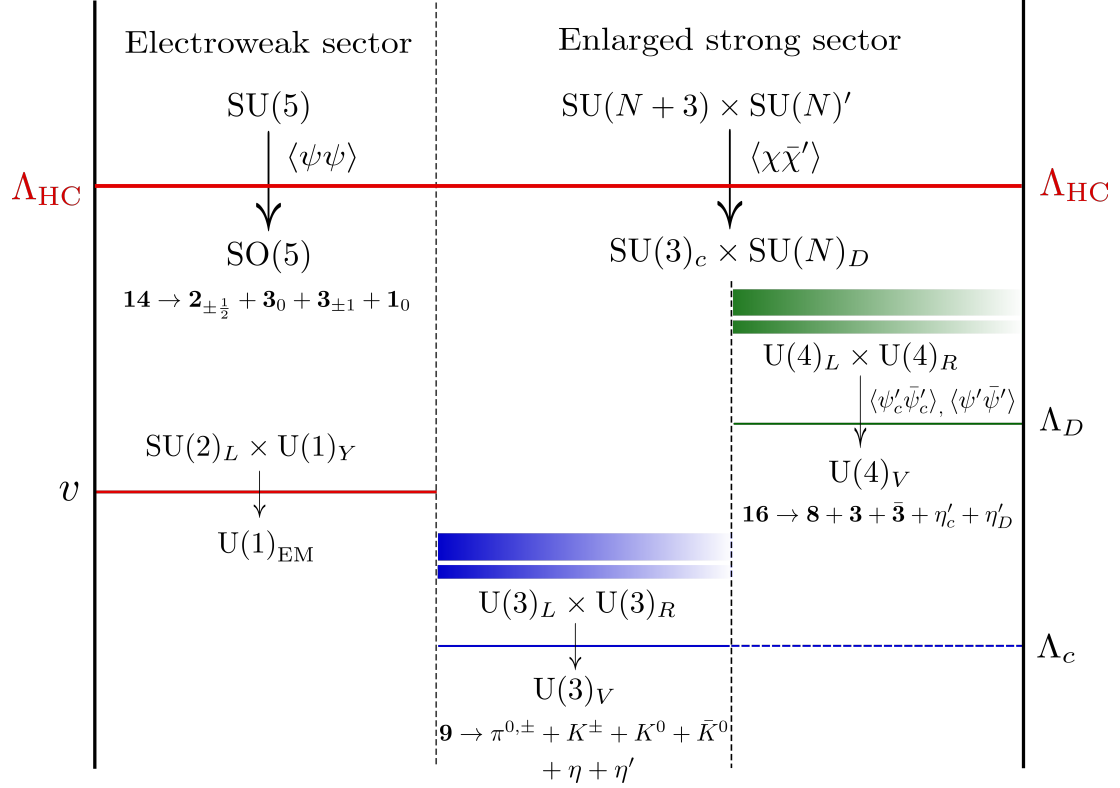 Electroweak sector
Enlarged strong sector
SU(5)
SU(N + 3) × SU(N)′
⟨ψψ⟩
⟨χχ̄′⟩
Λ_HC
Λ_HC
SO(5)
SU(3)_c × SU(N)_D
14 → 2_{±1/2} + 3_0 + 3_{±1} + 1_0
U(4)_L × U(4)_R
⟨ψ′_c ψ̄′_c⟩, ⟨ψ′ψ̄′⟩
Λ_D
SU(2)_L × U(1)_Y
U(4)_V
v
16 → 8 + 3 + 3̄ + η′_c + η′_D
U(1)_EM
U(3)_L × U(3)_R
Λ_c
U(3)_V
9 → π^{0,±} + K^± + K^0 + K̄^0
+ η + η′